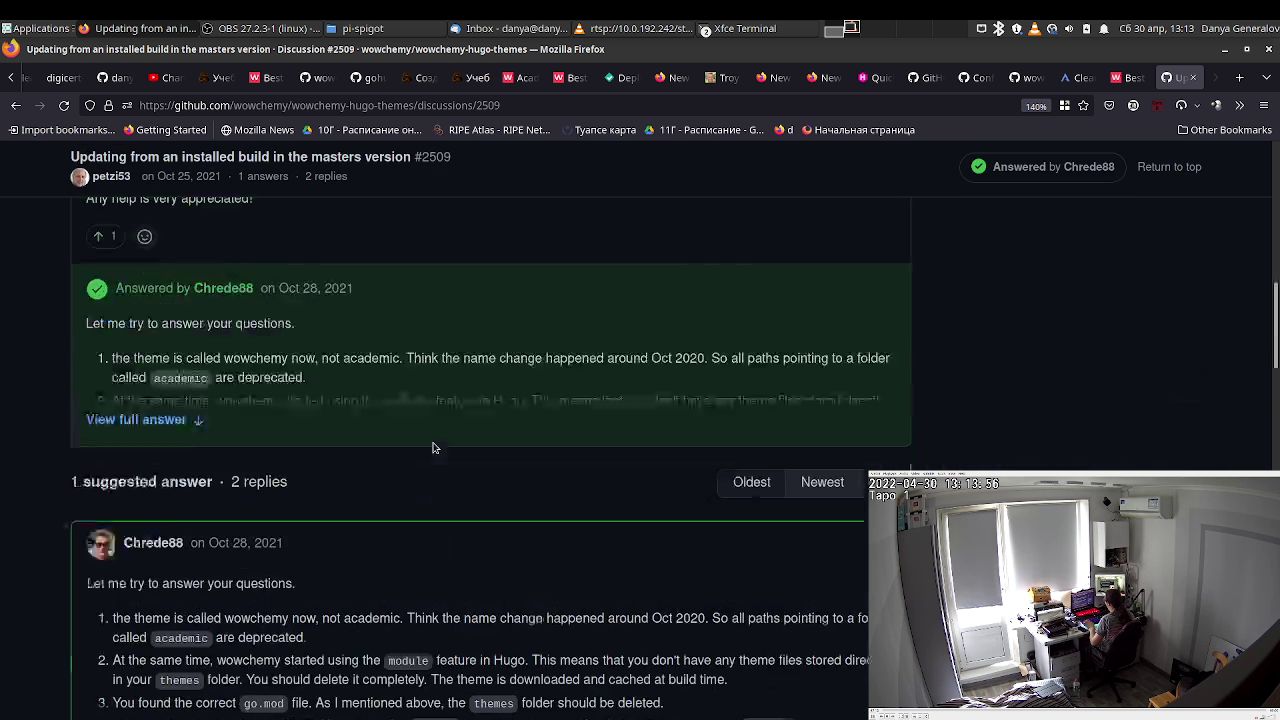 Applications
Updating from an installed b...
OBS 27.2.3-1 (linux) - P...
pi-spigot
Inbox - danya@dany...
rtsp://10.0.192.24/st...
Xfce Terminal
Сб 30 апр, 13:13
Danya Generalov
Updating from an installed build in the masters version · Discussion #2509 · wowchemy/wowchemy-hugo-themes — Mozilla Firefox
digicert
dany
Char
Учеб
Best
wow
goh
Созд
Учеб
Acad
Best
Depl
New
Troy
New
New
Quic
GitH
Cont
wow
Clea
Best
Up
https://github.com/wowchemy/wowchemy-hugo-themes/discussions/2509
140%
Import bookmarks...
Getting Started
Mozilla News
10Г - Расписание он...
RIPE Atlas - RIPE Net...
Туапсе карта
11Г - Расписание - G...
d
Начальная страница
Other Bookmarks
Updating from an installed build in the masters version #2509
petzi53 on Oct 25, 2021 · 1 answers · 2 replies
Answered by Chrede88
Return to top
Any help is very appreciated!
1
Answered by Chrede88 on Oct 28, 2021
Let me try to answer your questions.
1. the theme is called wowchemy now, not academic. Think the name change happened around Oct 2020. So all paths pointing to a folder
called academic are deprecated.
View full answer ↓
1 suggested answer · 2 replies
Oldest
Newest
Chrede88 on Oct 28, 2021
Let me try to answer your questions.
1. the theme is called wowchemy now, not academic. Think the name change happened around Oct 2020. So all paths pointing to a fo
called academic are deprecated.
2. At the same time, wowchemy started using the module feature in Hugo. This means that you don't have any theme files stored direc
in your themes folder. You should delete it completely. The theme is downloaded and cached at build time.
3. You found the correct go.mod file. As I mentioned above, the themes folder should be deleted.
2022-04-30 13:13:56
Tapo 1